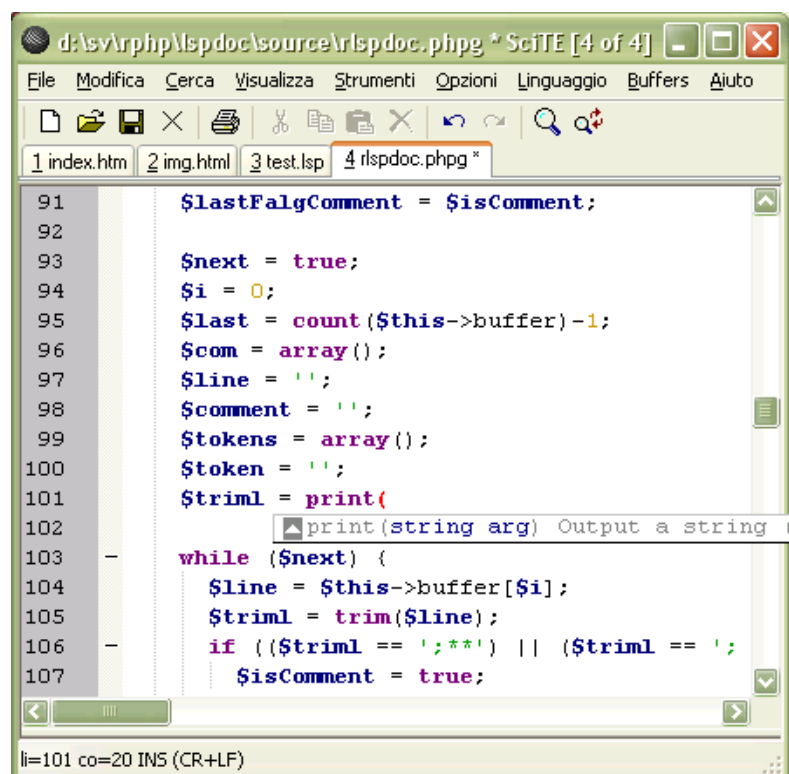 d:\sv\rphp\lspdoc\source\rlspdoc.phpg * SciTE [4 of 4]
File Modifica Cerca Visualizza Strumenti Opzioni Linguaggio Buffers Aiuto
1 index.htm 2 img.html 3 test.lsp 4 rlspdoc.phpg *
91 $lastFalgComment = $isComment;
92
93 $next = true;
94 $i = 0;
95 $last = count($this->buffer)-1;
96 $com = array();
97 $line = '';
98 $comment = '';
99 $tokens = array();
100 $token = '';
101 $triml = print(
102 print(string arg) Output a string
103 while ($next) {
104 $line = $this->buffer[$i];
105 $triml = trim($line);
106 if (($triml == ';**') || ($triml == ';
107 $isComment = true;
li=101 co=20 INS (CR+LF)